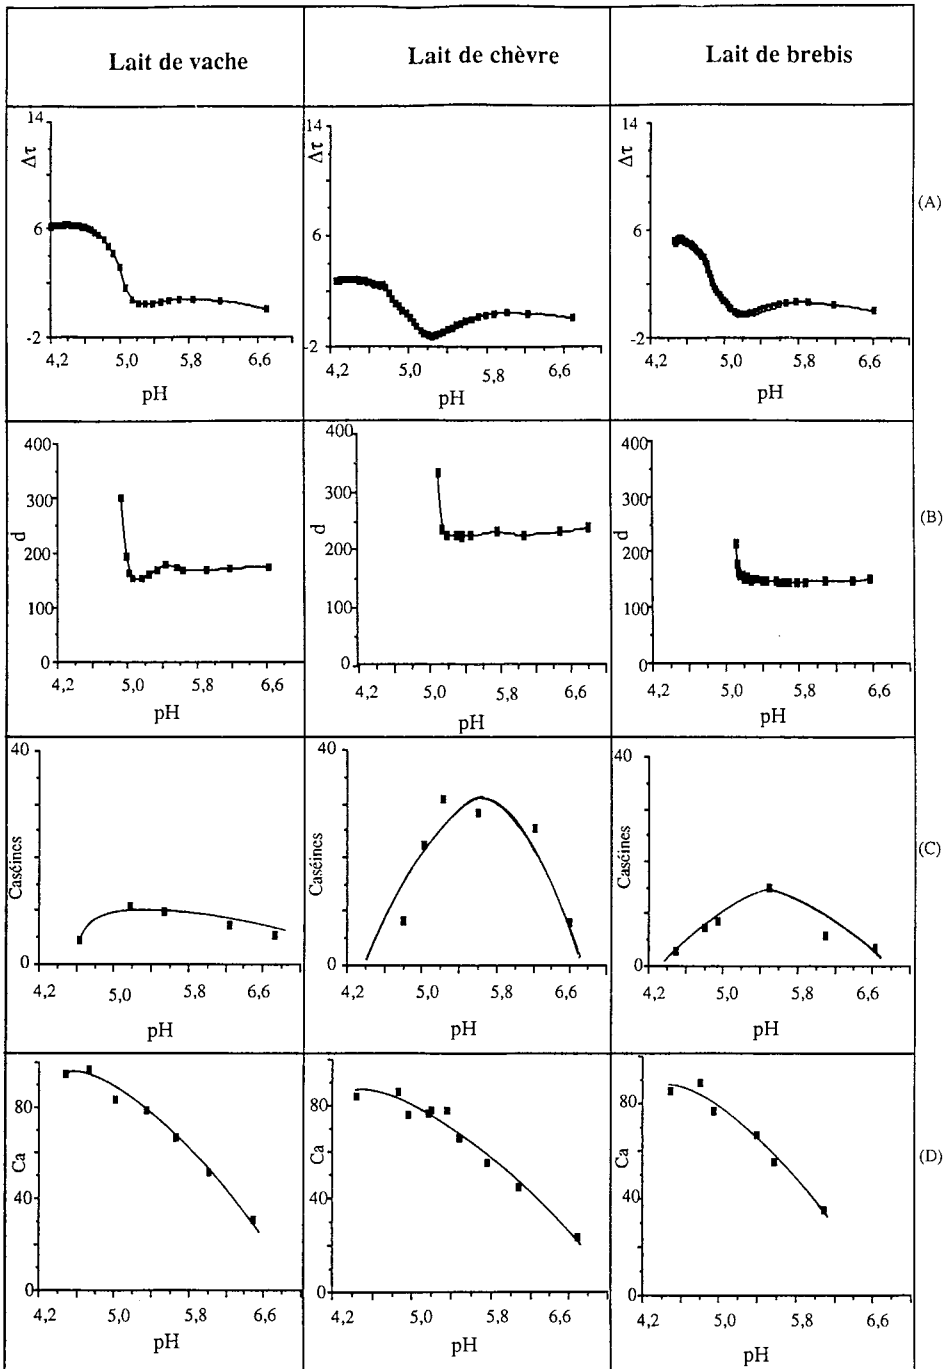 Lait de vache
Lait de chèvre
Lait de brebis
14
6
-2
Δτ
4,2 5,0 5,8 6,6
pH
14
6
-2
Δτ
4,2 5,0 5,8 6,6
pH
14
6
-2
Δτ
4,2 5,0 5,8 6,6
pH
(A)
400
300
200
100
0
d
4,2 5,0 5,8 6,6
pH
400
300
200
100
0
d
4,2 5,0 5,8 6,6
pH
400
300
200
100
0
d
4,2 5,0 5,8 6,6
pH
(B)
40
0
Caséines
4,2 5,0 5,8 6,6
pH
40
0
Caséines
4,2 5,0 5,8 6,6
pH
40
0
Caséines
4,2 5,0 5,8 6,6
pH
(C)
80
40
0
Ca
4,2 5,0 5,8 6,6
pH
80
40
0
Ca
4,2 5,0 5,8 6,6
pH
80
40
0
Ca
4,2 5,0 5,8 6,6
pH
(D)